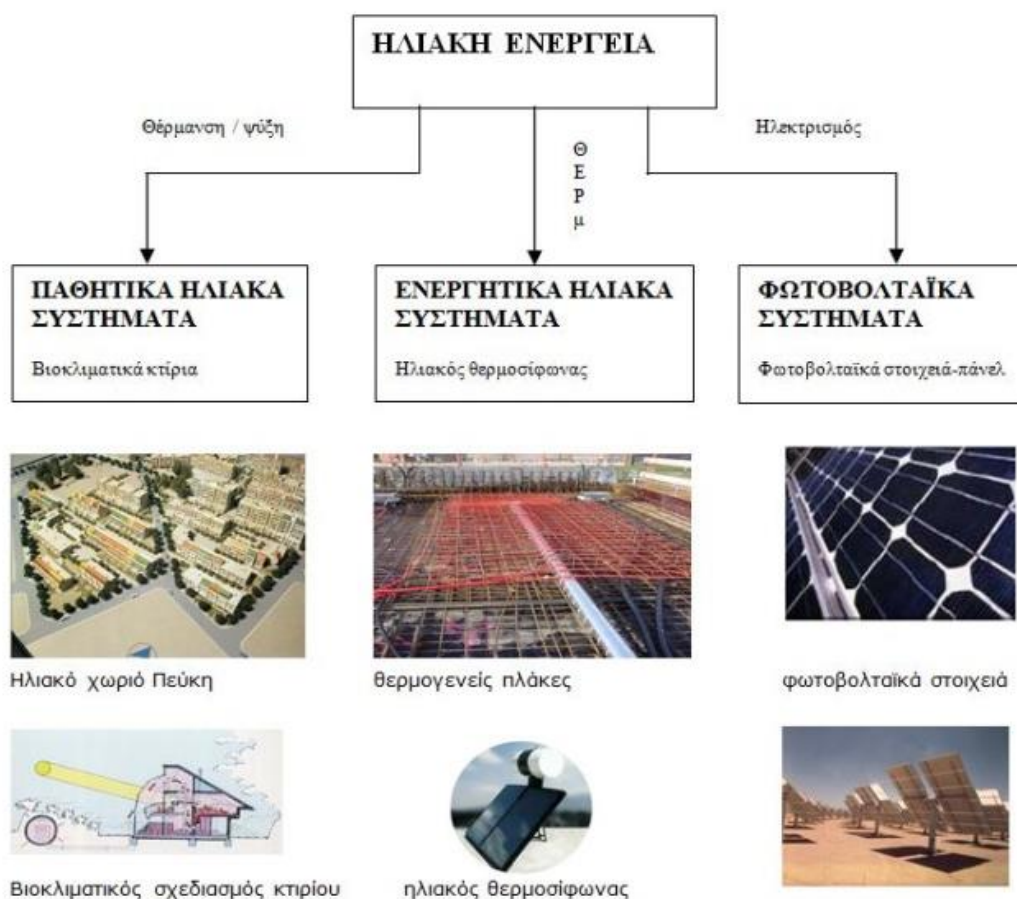 ΗΛΙΑΚΗ ΕΝΕΡΓΕΙΑ
Θέρμανση / ψύξη
Θ
Ε
Ρ
μ
Ηλεκτρισμός
ΠΑΘΗΤΙΚΑ ΗΛΙΑΚΑ
ΣΥΣΤΗΜΑΤΑ
Βιοκλιματικά κτίρια
ΕΝΕΡΓΗΤΙΚΑ ΗΛΙΑΚΑ
ΣΥΣΤΗΜΑΤΑ
Ηλιακός θερμοσίφωνας
ΦΩΤΟΒΟΛΤΑΪΚΑ
ΣΥΣΤΗΜΑΤΑ
Φωτοβολταϊκά στοιχειά-πάνελ
Ηλιακό χωριό Πεύκη
θερμογενείς πλάκες
φωτοβολταϊκά στοιχειά
Βιοκλιματικός σχεδιασμός κτιρίου
ηλιακός θερμοσίφωνας